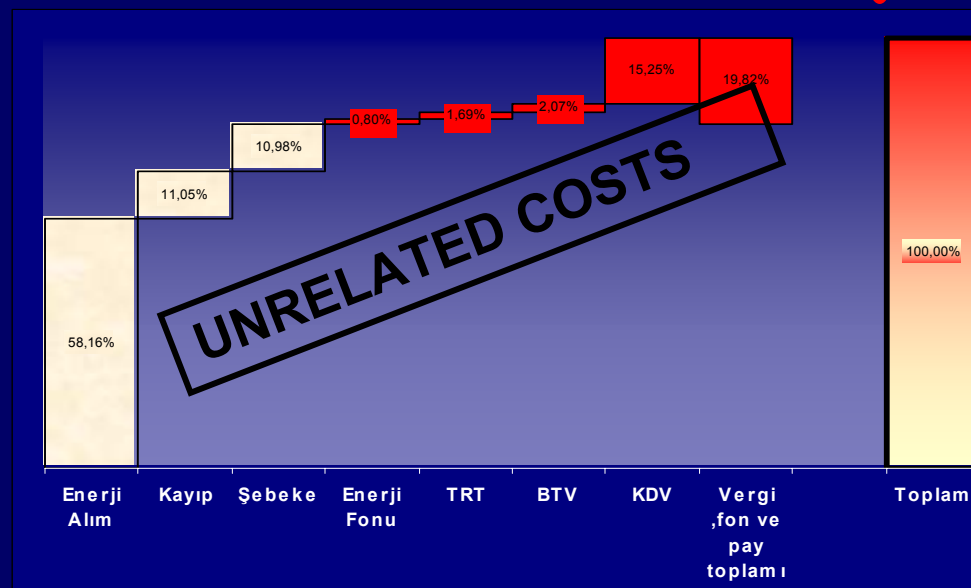 15,25%
19,82%
0,80%
1,69%
2,07%
10,98%
11,05%
UNRELATED COSTS
100,00%
58,16%
Enerji Alım
Kayıp
Şebeke
Enerji Fonu
TRT
BTV
KDV
Vergi
,fon ve
pay
toplamı
Toplam